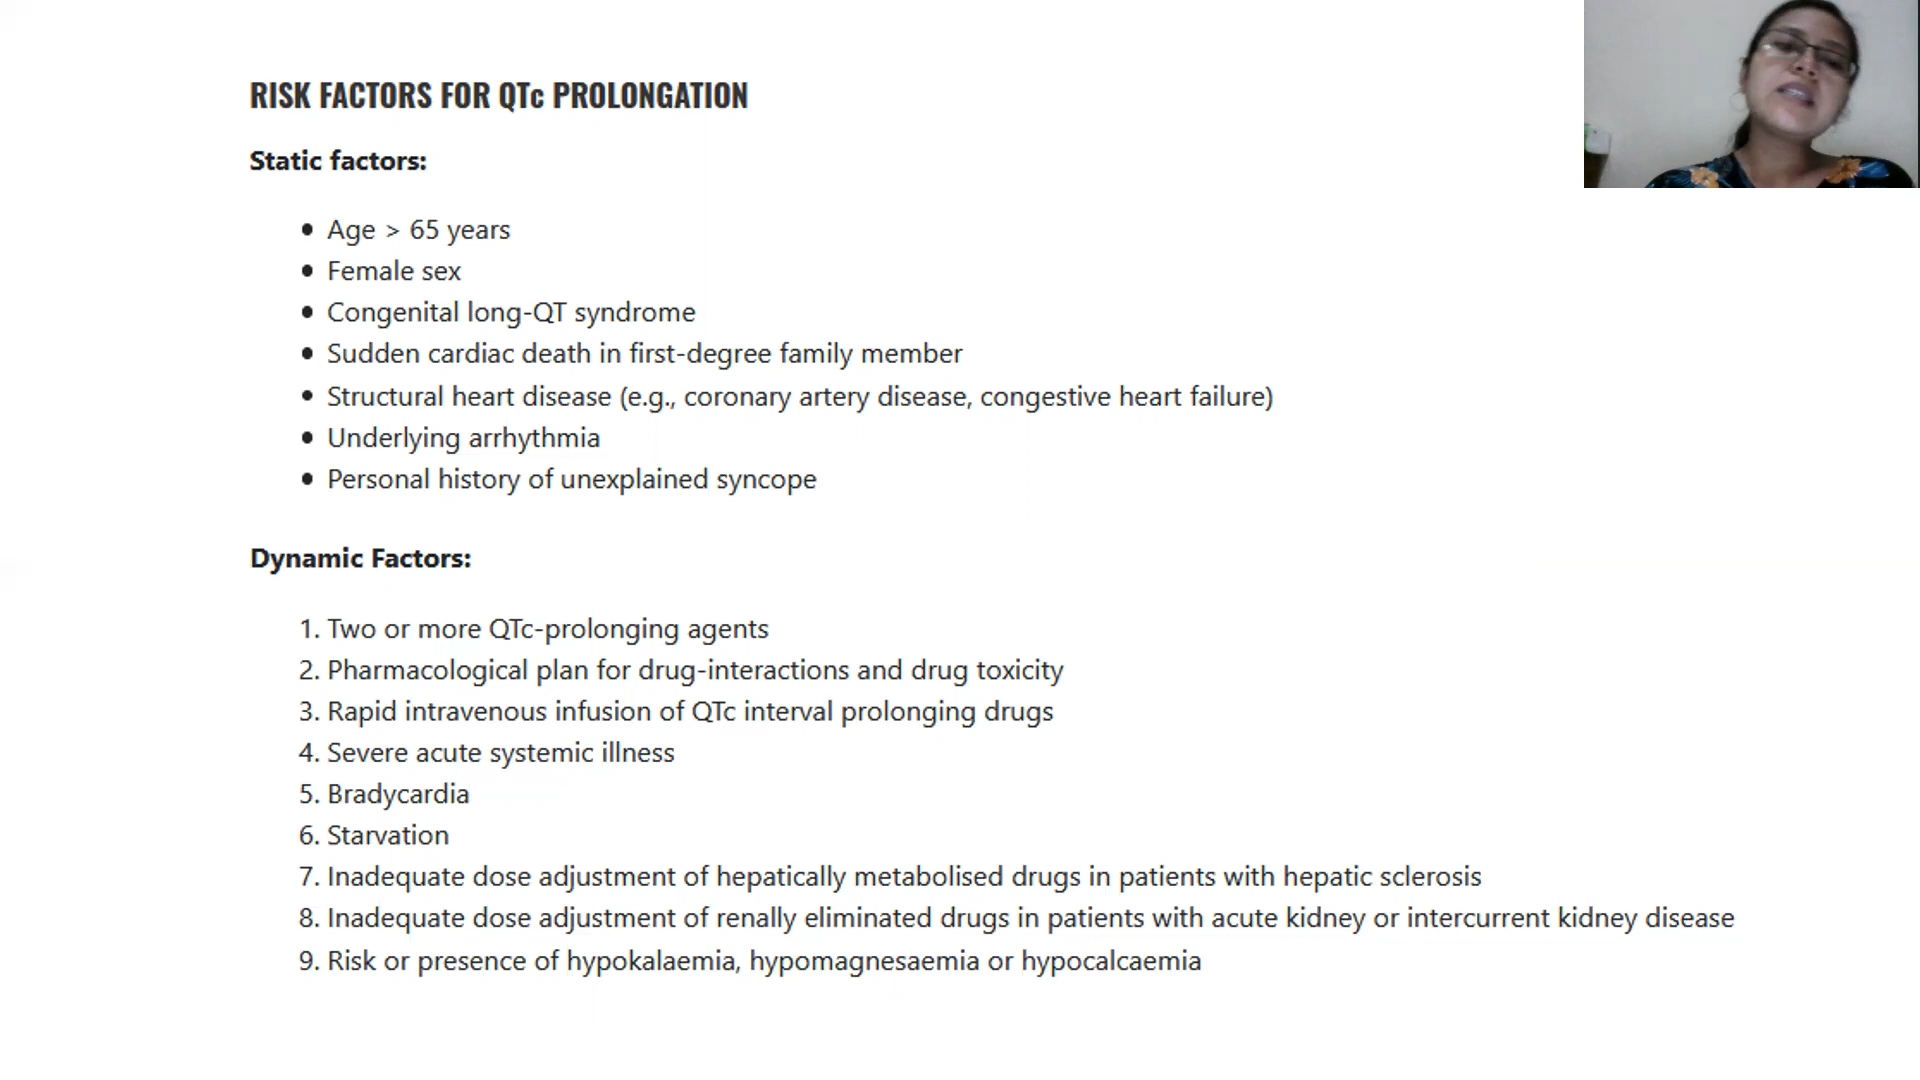 RISK FACTORS FOR QTc PROLONGATION
Static factors:
• Age > 65 years
• Female sex
• Congenital long-QT syndrome
• Sudden cardiac death in first-degree family member
• Structural heart disease (e.g., coronary artery disease, congestive heart failure)
• Underlying arrhythmia
• Personal history of unexplained syncope
Dynamic Factors:
1. Two or more QTc-prolonging agents
2. Pharmacological plan for drug-interactions and drug toxicity
3. Rapid intravenous infusion of QTc interval prolonging drugs
4. Severe acute systemic illness
5. Bradycardia
6. Starvation
7. Inadequate dose adjustment of hepatically metabolised drugs in patients with hepatic sclerosis
8. Inadequate dose adjustment of renally eliminated drugs in patients with acute kidney or intercurrent kidney disease
9. Risk or presence of hypokalaemia, hypomagnesaemia or hypocalcaemia